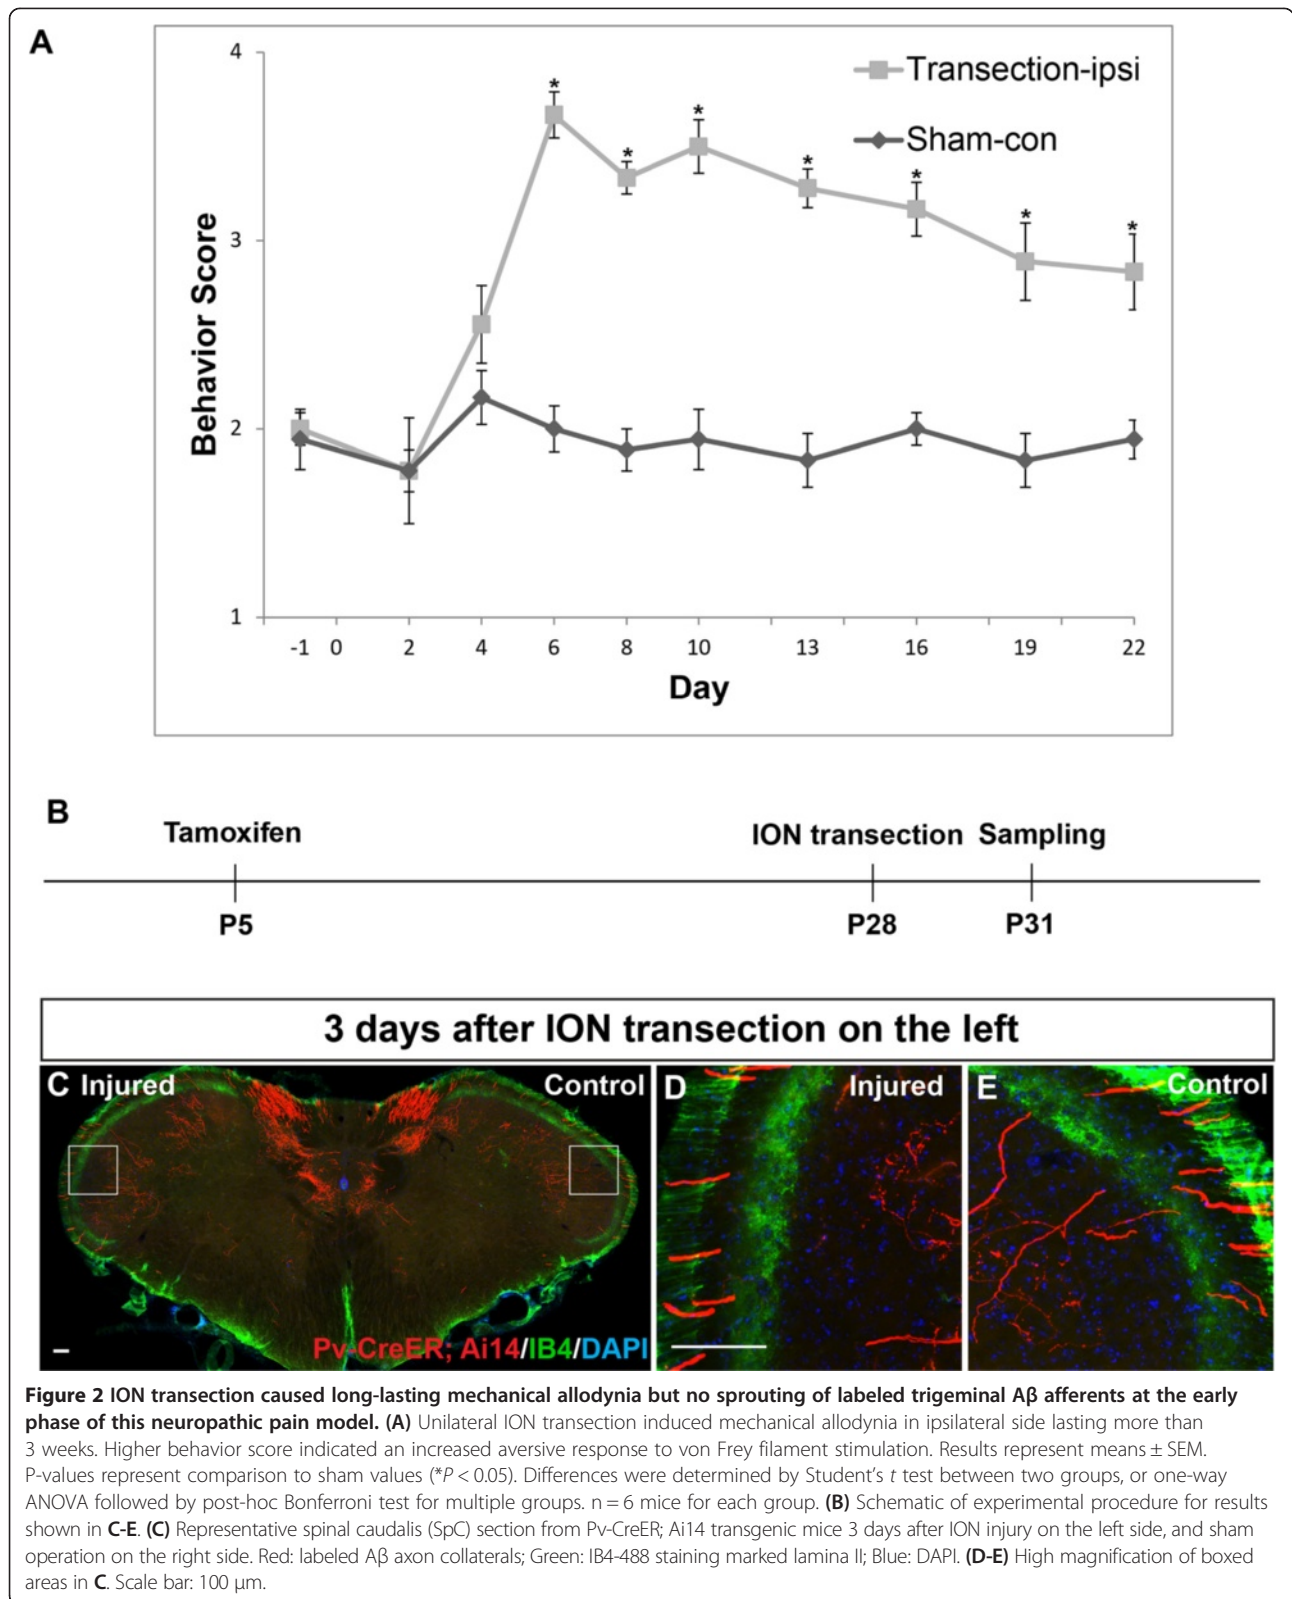 A
4
3
2
1
Behavior Score
Transection-ipsi
Sham-con
* * * * * * * *
-1 0 2 4 6 8 10 13 16 19 22
Day
B
Tamoxifen ION transection Sampling
P5 P28 P31
3 days after ION transection on the left
C Injured Control D Injured E Control
Pv-CreER; Ai14/IB4/DAPI
Figure 2 ION transection caused long-lasting mechanical allodynia but no sprouting of labeled trigeminal Aβ afferents at the early
phase of this neuropathic pain model. (A) Unilateral ION transection induced mechanical allodynia in ipsilateral side lasting more than
3 weeks. Higher behavior score indicated an increased aversive response to von Frey filament stimulation. Results represent means ± SEM.
P-values represent comparison to sham values (*P < 0.05). Differences were determined by Student's t test between two groups, or one-way
ANOVA followed by post-hoc Bonferroni test for multiple groups. n = 6 mice for each group. (B) Schematic of experimental procedure for results
shown in C-E. (C) Representative spinal caudalis (SpC) section from Pv-CreER; Ai14 transgenic mice 3 days after ION injury on the left side, and sham
operation on the right side. Red: labeled Aβ axon collaterals; Green: IB4-488 staining marked lamina II; Blue: DAPI. (D-E) High magnification of boxed
areas in C. Scale bar: 100 μm.